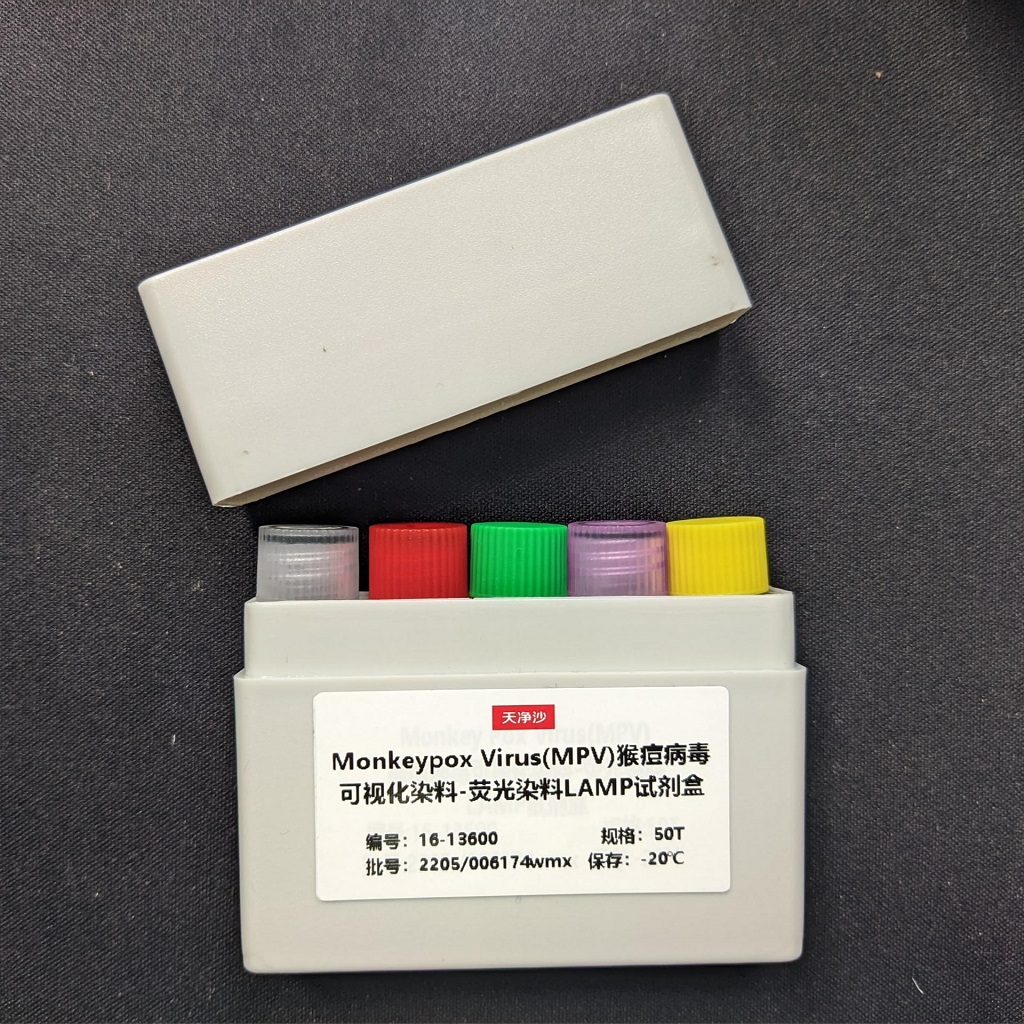 天净沙
Monkeypox Virus(MPV)猴痘病毒
可视化染料-荧光染料LAMP试剂盒
编号：16-13600 规格：50T
批号：2205/006174wmx 保存：-20℃